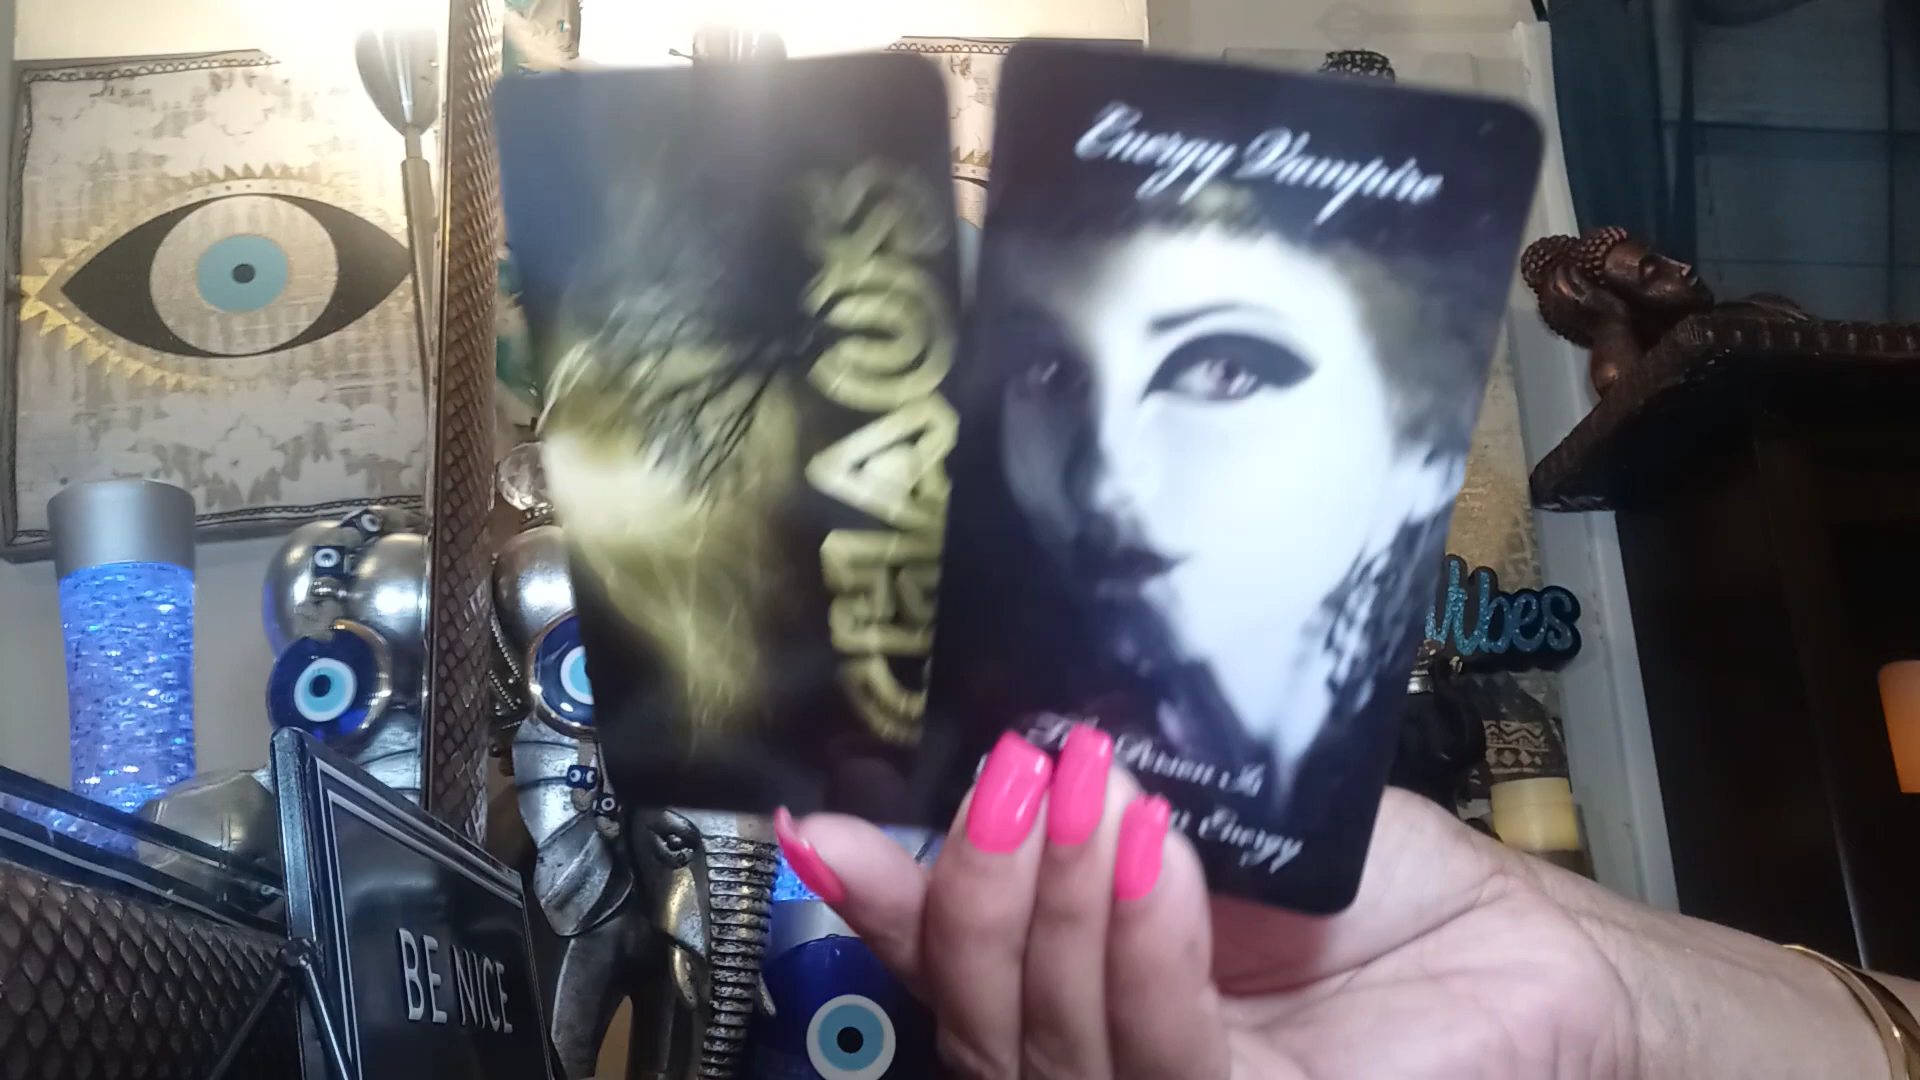 CHAOS
Energy Vampire
Person Is
Energy
Vibes
BE NICE